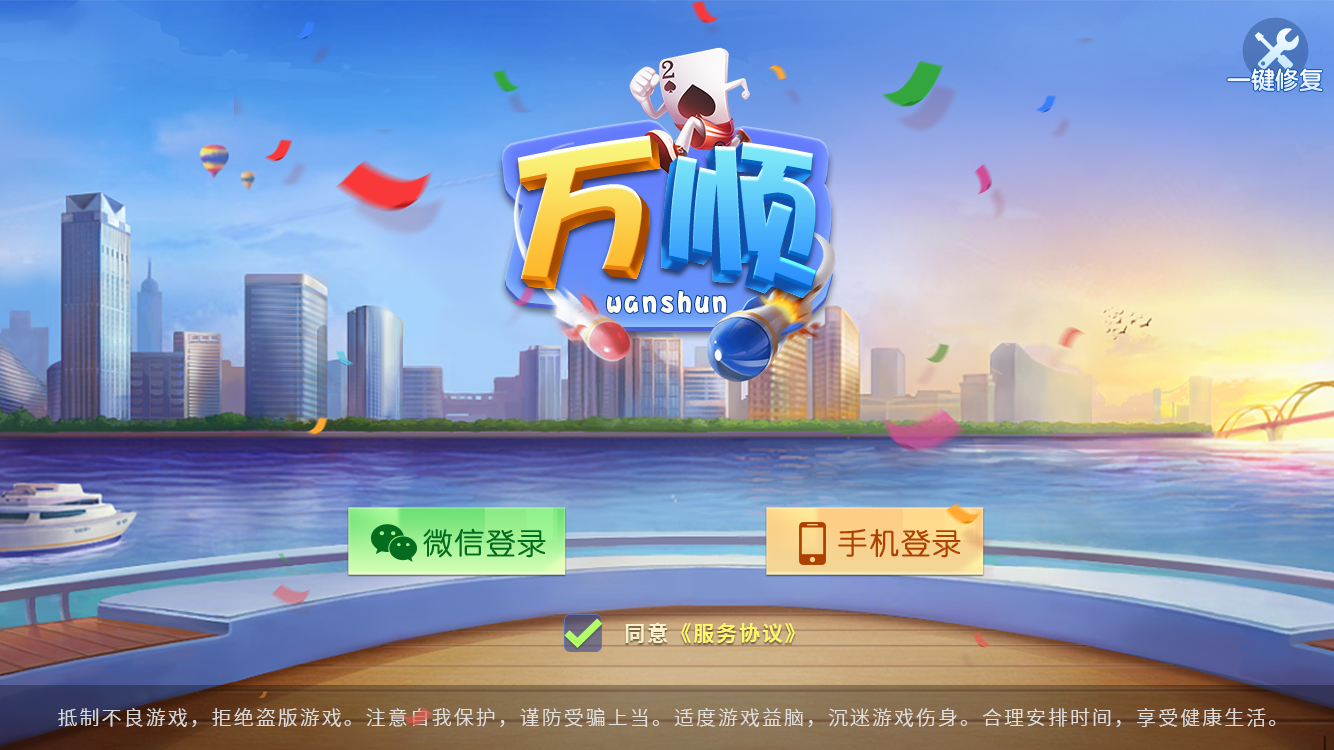 一键修复
2
万顺
wanshun
微信登录
手机登录
同意《服务协议》
抵制不良游戏，拒绝盗版游戏。注意自我保护，谨防受骗上当。适度游戏益脑，沉迷游戏伤身。合理安排时间，享受健康生活。